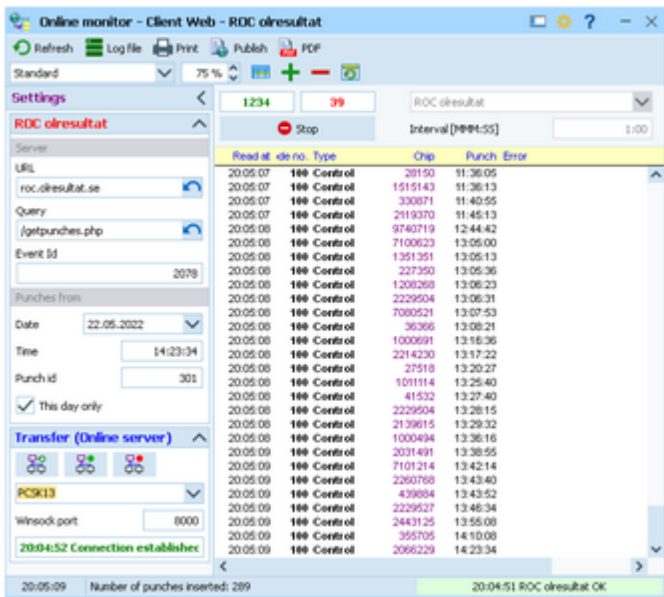 Online monitor - Client Web - ROC olresultat
Refresh Log file Print Publish PDF
Standard 75 %
Settings
1234 39 ROC olresultat
ROC olresultat
Stop Interval [MMM:SS] 1:00
Server
URL
roc.olresultat.se
Query
/getpunches.php
Event Id
2078
Punches from
Date 22.05.2022
Time 14:23:34
Punch id 301
This day only
Transfer (Online server)
PCSK13
Winsock port 8000
20:04:52 Connection establishec
Read at de no. Type Chip Punch Error
20:05:07 100 Control 28150 11:36:05
20:05:07 100 Control 1515143 11:36:13
20:05:07 100 Control 330871 11:40:55
20:05:07 100 Control 2119370 11:45:13
20:05:08 100 Control 9740719 12:44:42
20:05:08 100 Control 7100623 13:05:00
20:05:08 100 Control 1351351 13:05:13
20:05:08 100 Control 227350 13:05:36
20:05:08 100 Control 1208268 13:06:23
20:05:08 100 Control 2229504 13:06:31
20:05:08 100 Control 7080521 13:07:53
20:05:08 100 Control 36366 13:08:21
20:05:08 100 Control 1000691 13:16:36
20:05:08 100 Control 2214230 13:17:22
20:05:08 100 Control 27518 13:20:27
20:05:08 100 Control 1011114 13:25:40
20:05:08 100 Control 41532 13:27:40
20:05:08 100 Control 2229504 13:28:15
20:05:08 100 Control 2139615 13:29:32
20:05:08 100 Control 1000494 13:36:16
20:05:09 100 Control 2031491 13:38:55
20:05:09 100 Control 7101214 13:42:14
20:05:09 100 Control 2260768 13:43:40
20:05:09 100 Control 439884 13:43:52
20:05:09 100 Control 2229527 13:46:34
20:05:09 100 Control 2443125 13:55:08
20:05:09 100 Control 355705 14:10:08
20:05:09 100 Control 2066229 14:23:34
20:05:09 Number of punches inserted: 289 20:04:51 ROC olresultat OK